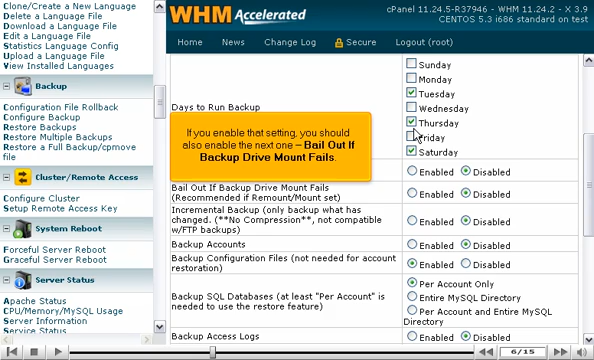 Clone/Create a New Language
Delete a Language File
Download a Language File
Edit a Language File
Statistics Language Config
Upload a Language File
View Installed Languages
Backup
Configuration File Rollback
Configure Backup
Restore Backups
Restore Multiple Backups
Restore a Full Backup/cpmove
file
Cluster/Remote Access
Configure Cluster
Setup Remote Access Key
System Reboot
Forceful Server Reboot
Graceful Server Reboot
Server Status
Apache Status
CPU/Memory/MySQL Usage
Server Information
Service Status
WHM Accelerated
cPanel 11.24.5-R37946 - WHM 11.24.2 - X 3.9
CENTOS 5.3 i686 standard on test
Home News Change Log Secure Logout (root)
Days to Run Backup
Sunday
Monday
Tuesday
Wednesday
Thursday
Friday
Saturday
If you enable that setting, you should
also enable the next one – Bail Out If
Backup Drive Mount Fails.
Enabled Disabled
Bail Out If Backup Drive Mount Fails
(Recommended if Remount/Mount set)
Enabled Disabled
Incremental Backup (only backup what has
changed. (**No Compression**, not compatible
w/FTP backups)
Enabled Disabled
Backup Accounts
Enabled Disabled
Backup Configuration Files (not needed for account
restoration)
Enabled Disabled
Backup SQL Databases (at least "Per Account" is
needed to use the restore feature)
Per Account Only
Entire MySQL Directory
Per Account and Entire MySQL
Directory
Backup Access Logs
Enabled Disabled
6/15